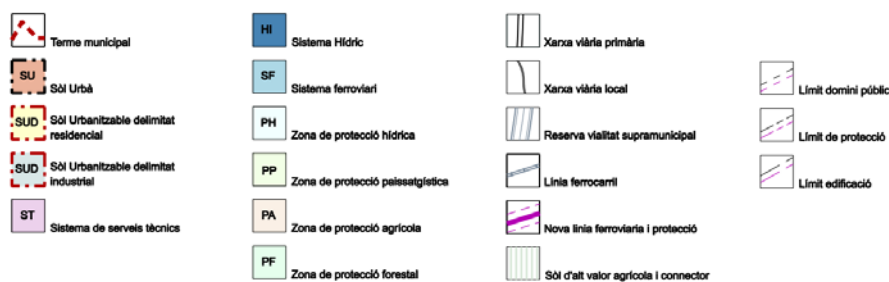 Terme municipal
SU
Sòl Urbà
SUD
Sòl Urbanitzable delimitat
residencial
SUD
Sòl Urbanitzable delimitat
industrial
ST
Sistema de serveis tècnics
HI
Sistema Hídric
SF
Sistema ferroviari
PH
Zona de protecció hídrica
PP
Zona de protecció paissatgística
PA
Zona de protecció agrícola
PF
Zona de protecció forestal
Xarxa viària primària
Xarxa viària local
Reserva vialitat supramunicipal
Línia ferrocarril
Nova linia ferroviaria i protecció
Sòl d'alt valor agrícola i connector
Límit domini públic
Límit de protecció
Límit edificació